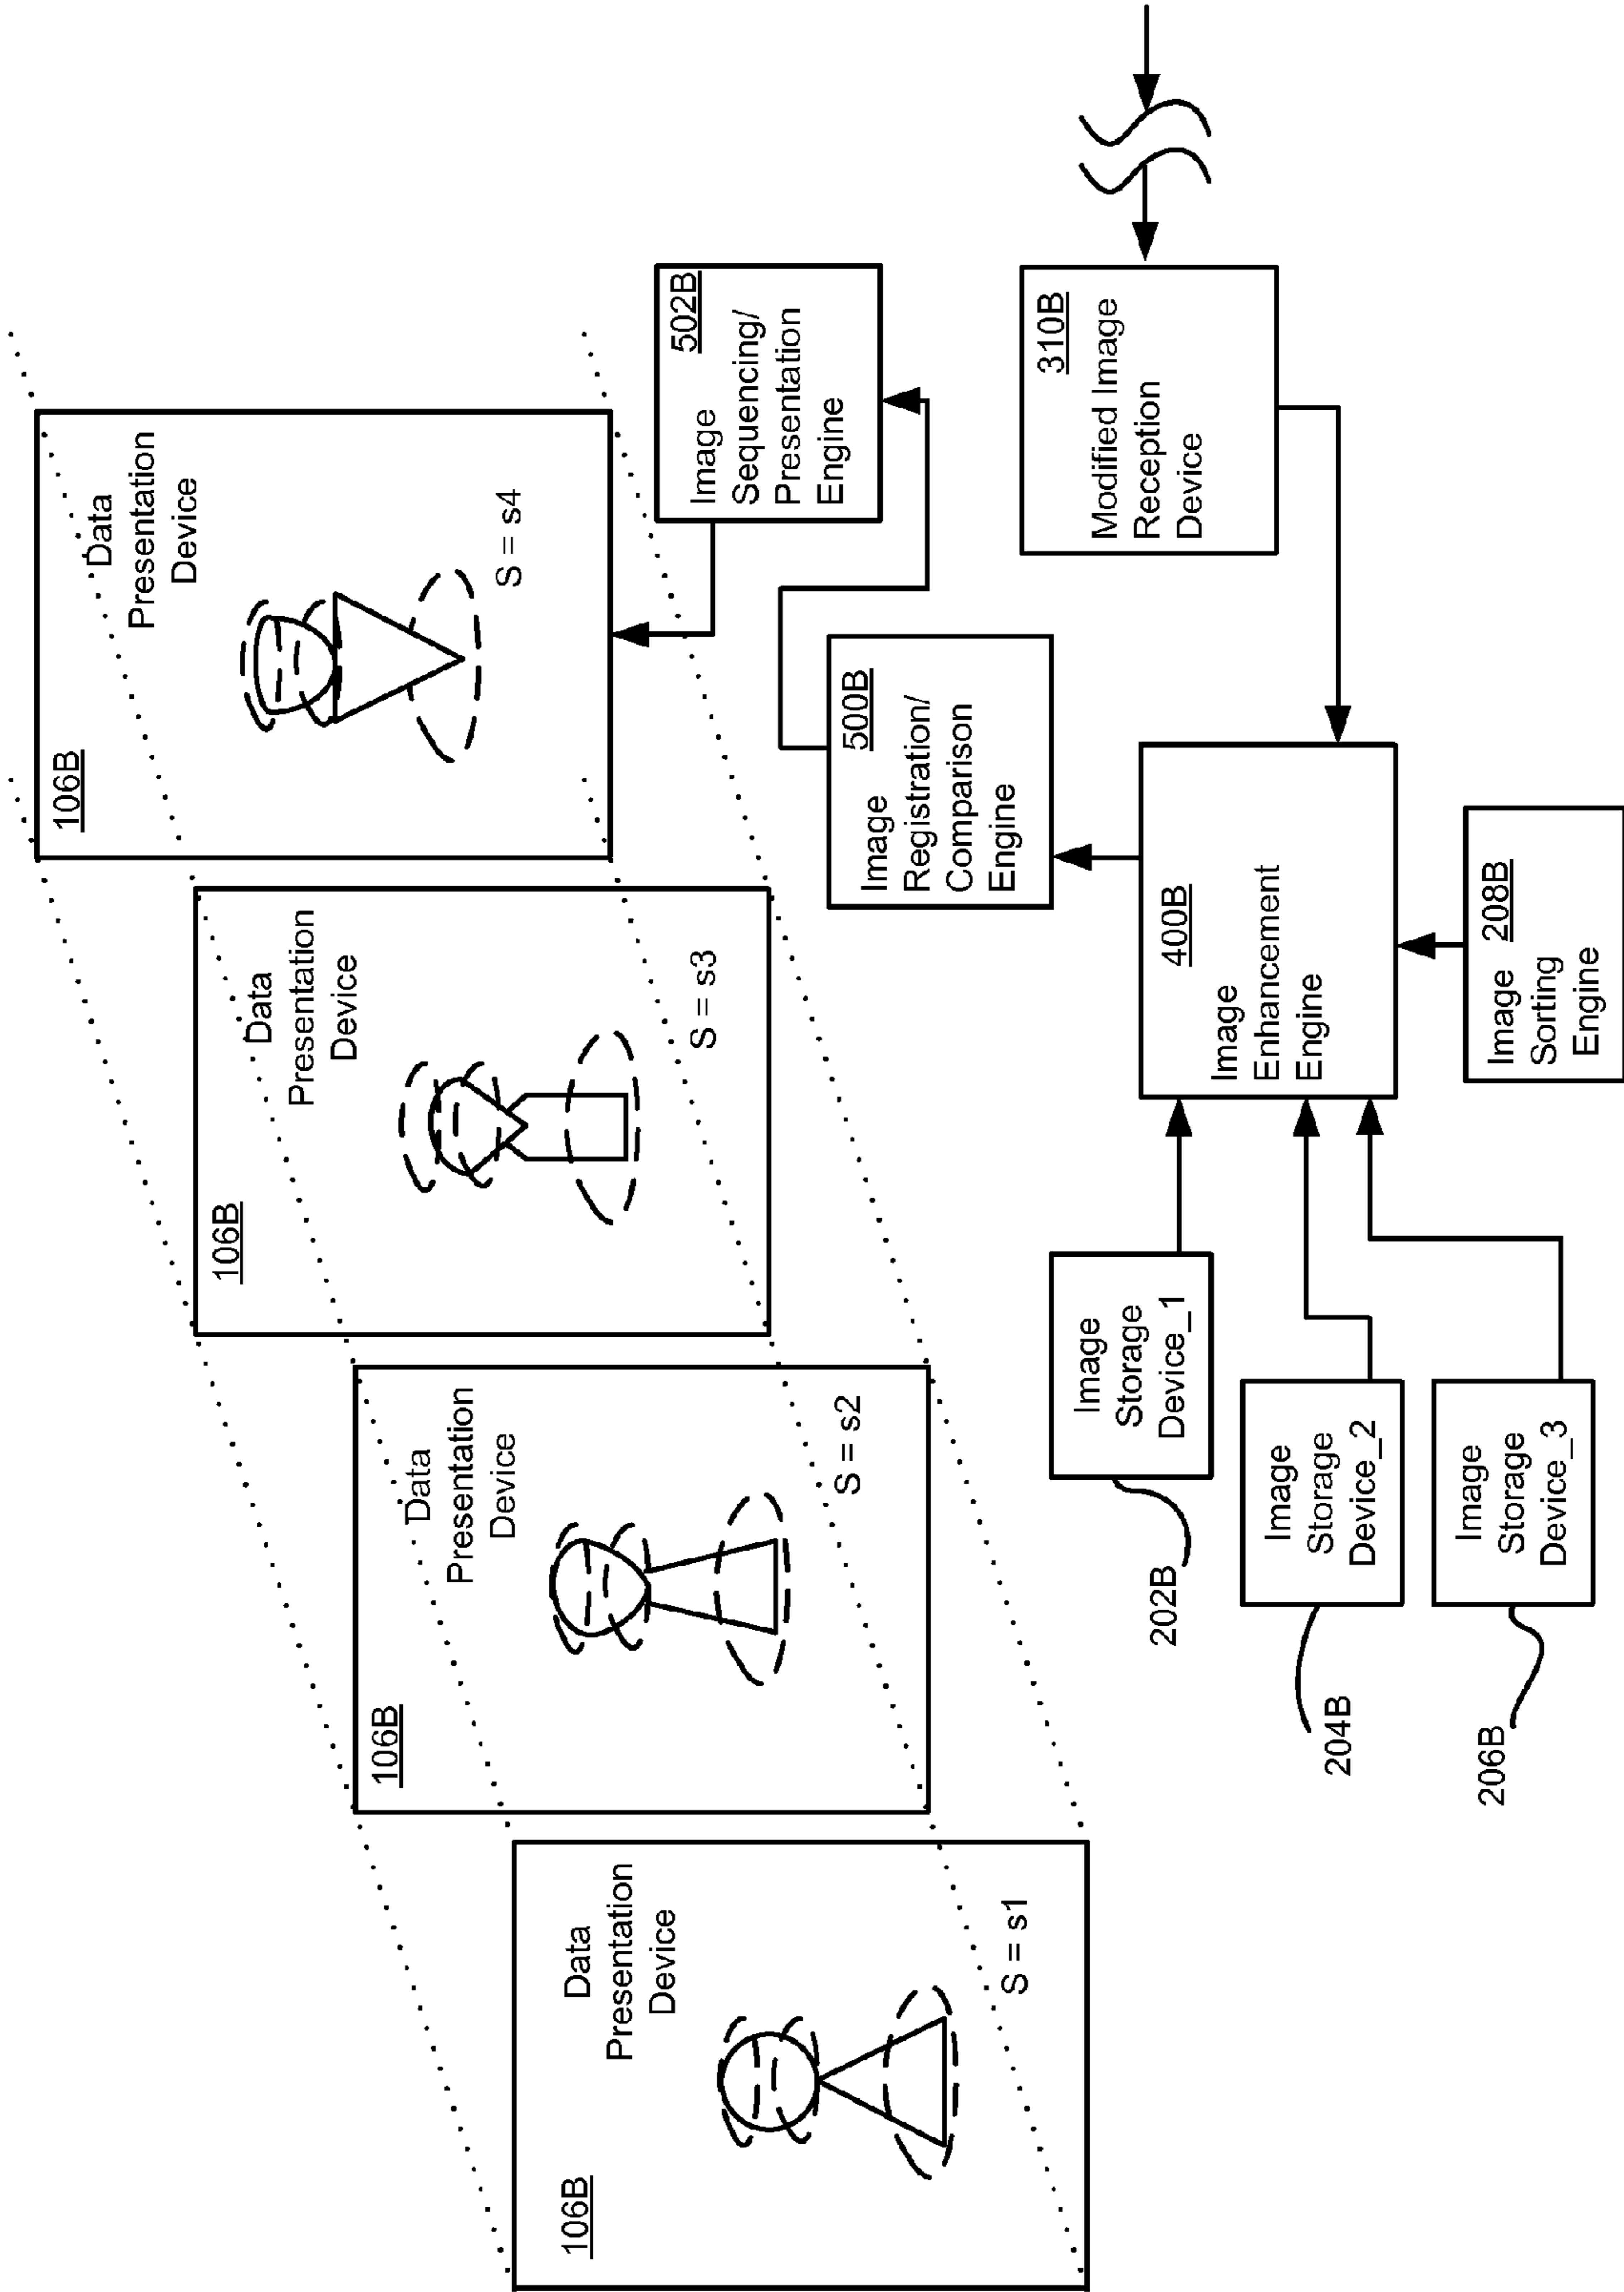 106B
Data
Presentation
Device
S = s1
106B
Data
Presentation
Device
S = s2
106B
Data
Presentation
Device
S = s3
106B
Data
Presentation
Device
S = s4
502B
Image
Sequencing/
Presentation
Engine
500B
Image
Registration/
Comparison
Engine
310B
Modified Image
Reception
Device
400B
Image
Enhancement
Engine
Image 208B
Sorting
Engine
Image
Storage
Device_1
202B
Image
Storage
Device_2
204B
Image
Storage
Device_3
206B